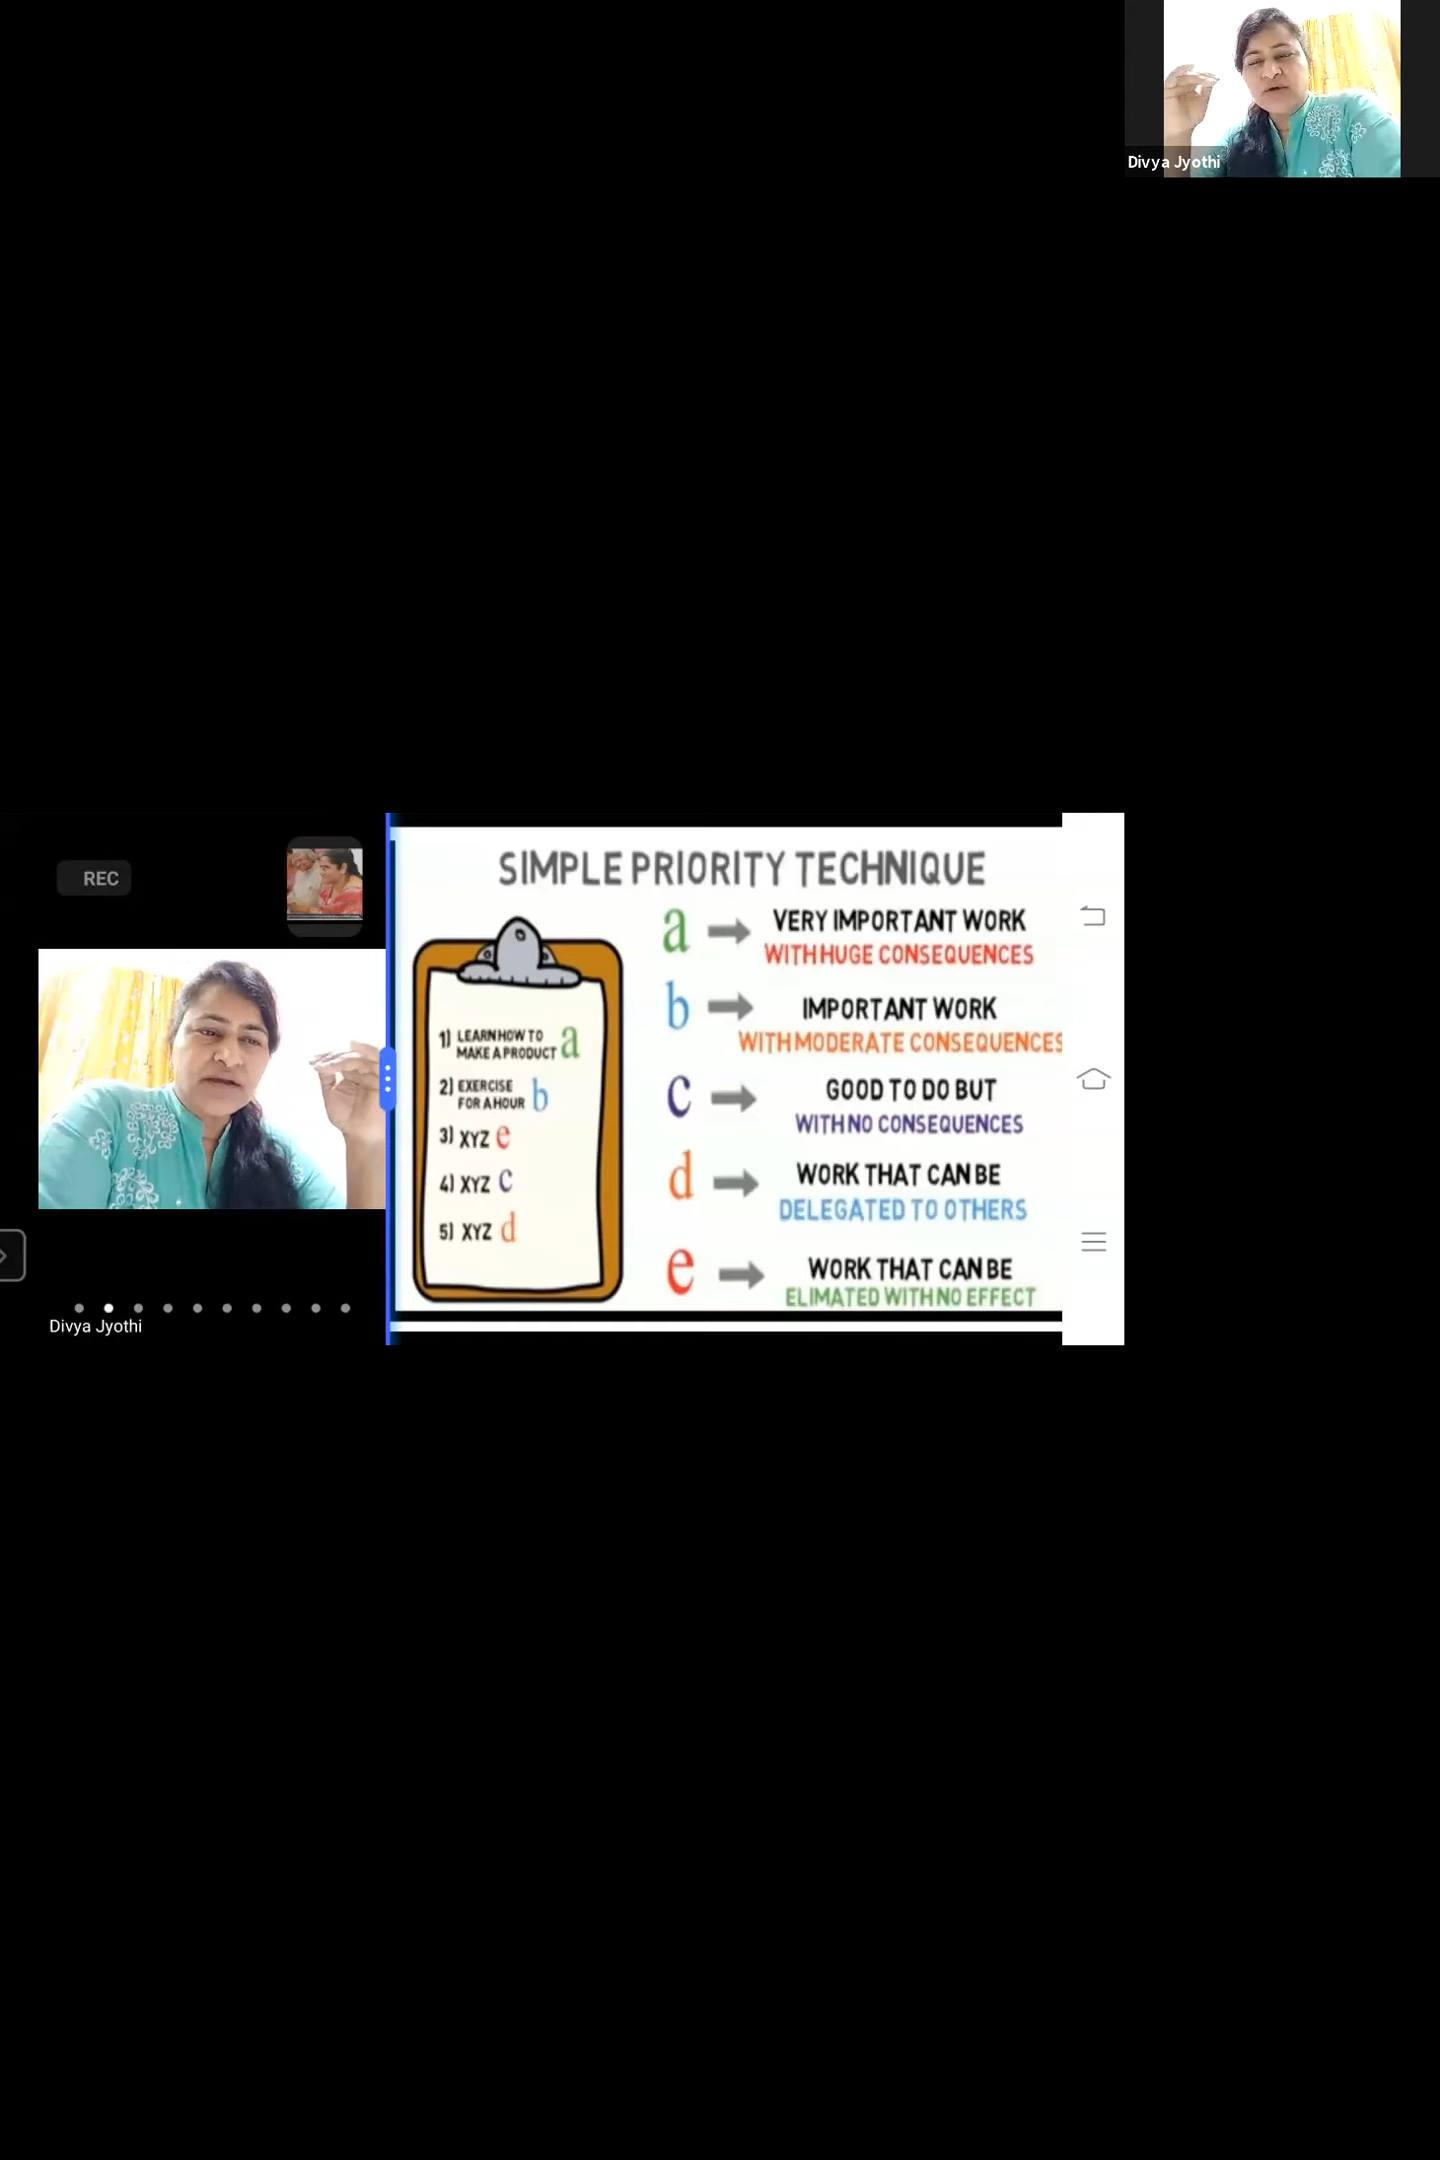 Divya Jyothi
REC
Divya Jyothi
SIMPLE PRIORITY TECHNIQUE
1) LEARN HOW TO
MAKE A PRODUCT a
2) EXERCISE
FOR A HOUR b
3) XYZ e
4) XYZ c
5) XYZ d
a VERY IMPORTANT WORK
WITH HUGE CONSEQUENCES
b IMPORTANT WORK
WITH MODERATE CONSEQUENCES
c GOOD TO DO BUT
WITH NO CONSEQUENCES
d WORK THAT CAN BE
DELEGATED TO OTHERS
e WORK THAT CAN BE
ELIMATED WITH NO EFFECT